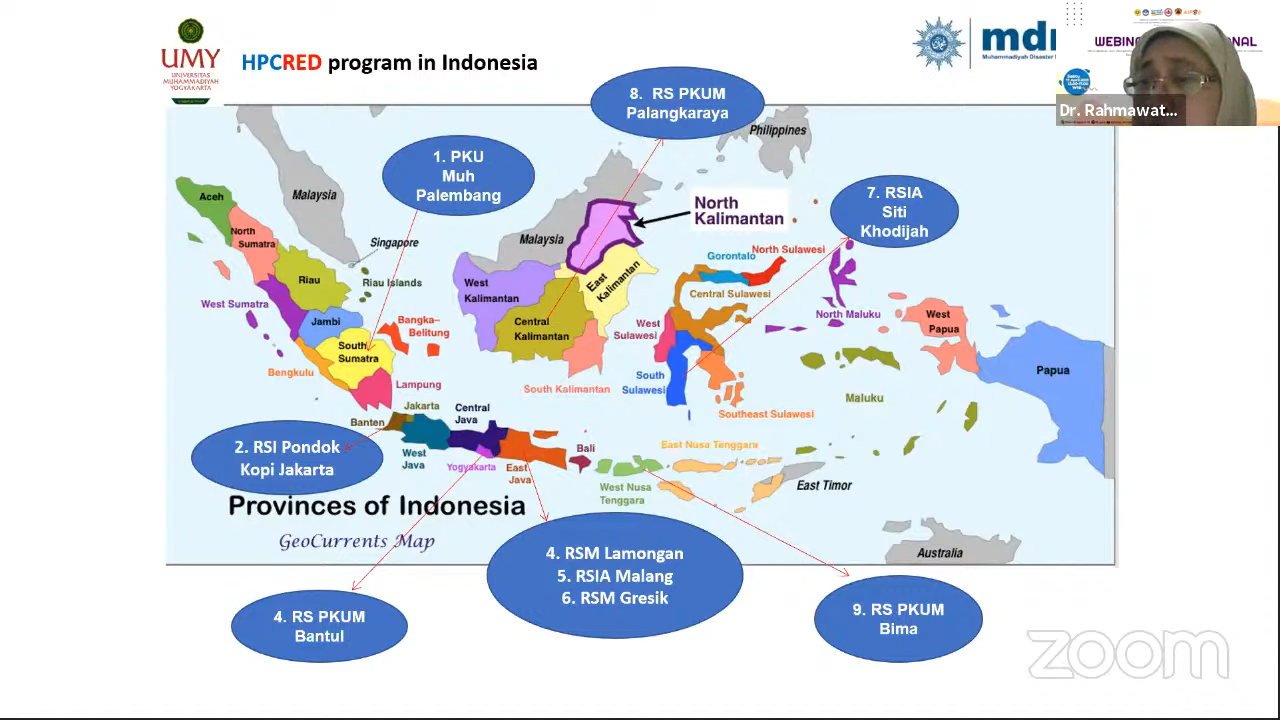 UMY
UNIVERSITAS
MUHAMMADIYAH
YOGYAKARTA
HPCRED program in Indonesia
Muhammadiyah Disaster
WEBINA
ONAL
Dr. Rahmawat...
8. RS PKUM
Palangkaraya
1. PKU
Muh
Palembang
7. RSIA
Siti
Khodijah
Philippines
Malaysia
Aceh
North
Sumatra
Singapore
Malaysia
North
Kalimantan
Riau
Riau Islands
West Sumatra
Jambi
Bangka–
Belitung
South
Sumatra
Bengkulu
Lampung
West
Kalimantan
Central
Kalimantan
East
Kalimantan
South Kalimantan
Gorontalo
North Sulawesi
Central Sulawesi
West
Sulawesi
South
Sulawesi
Southeast Sulawesi
North Maluku
Maluku
West
Papua
Papua
Banten
Jakarta
West
Java
Central
Java
Yogyakarta
East
Java
Bali
West Nusa
Tenggara
East Nusa Tenggara
East Timor
Australia
2. RSI Pondok
Kopi Jakarta
Provinces of Indonesia
GeoCurrents Map
4. RSM Lamongan
5. RSIA Malang
6. RSM Gresik
4. RS PKUM
Bantul
9. RS PKUM
Bima
zoom